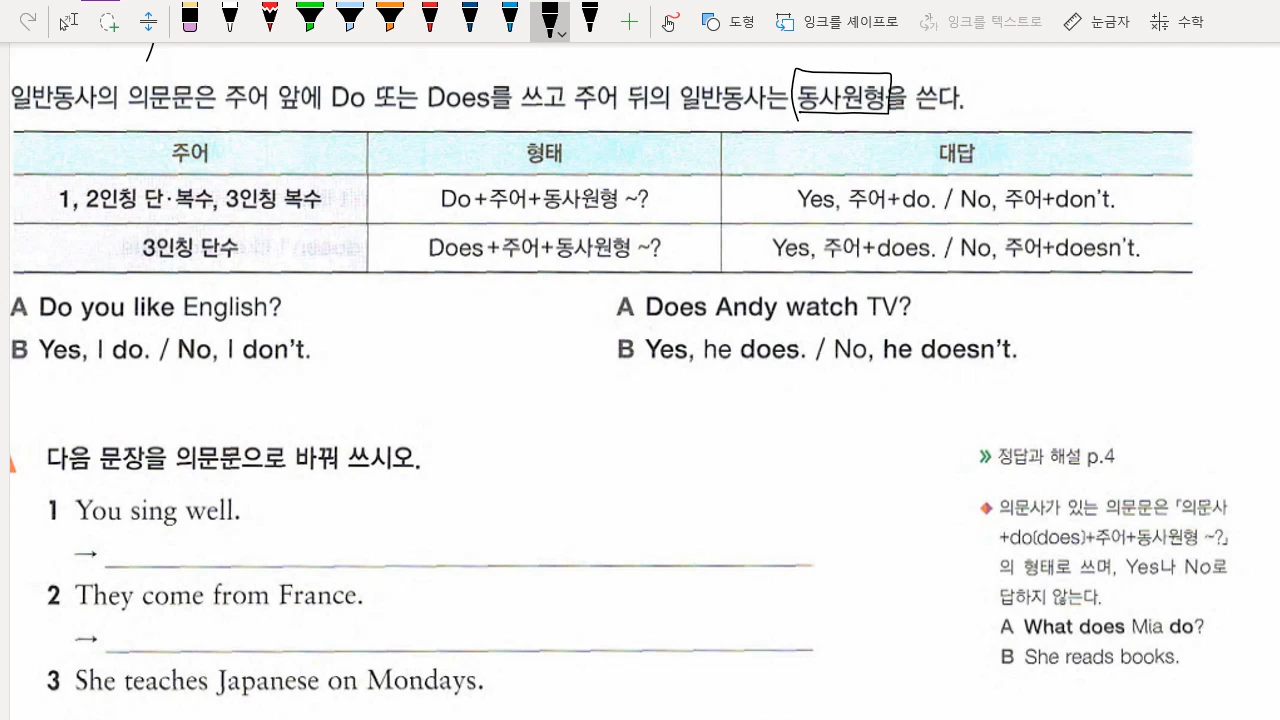 도형
잉크를 셰이프로
잉크를 텍스트로
눈금자
수학
일반동사의 의문문은 주어 앞에 Do 또는 Does를 쓰고 주어 뒤의 일반동사는 동사원형을 쓴다.
주어 형태 대답
1, 2인칭 단·복수, 3인칭 복수 Do+주어+동사원형 ~? Yes, 주어+do. / No, 주어+don't.
3인칭 단수 Does+주어+동사원형 ~? Yes, 주어+does. / No, 주어+doesn't.
A Do you like English?
B Yes, I do. / No, I don't.
A Does Andy watch TV?
B Yes, he does. / No, he doesn't.
다음 문장을 의문문으로 바꿔 쓰시오.
1 You sing well.
→
2 They come from France.
→
3 She teaches Japanese on Mondays.
» 정답과 해설 p.4
◆ 의문사가 있는 의문문은 「의문사
+do(does)+주어+동사원형 ~?」
의 형태로 쓰며, Yes나 No로
답하지 않는다.
A What does Mia do?
B She reads books.